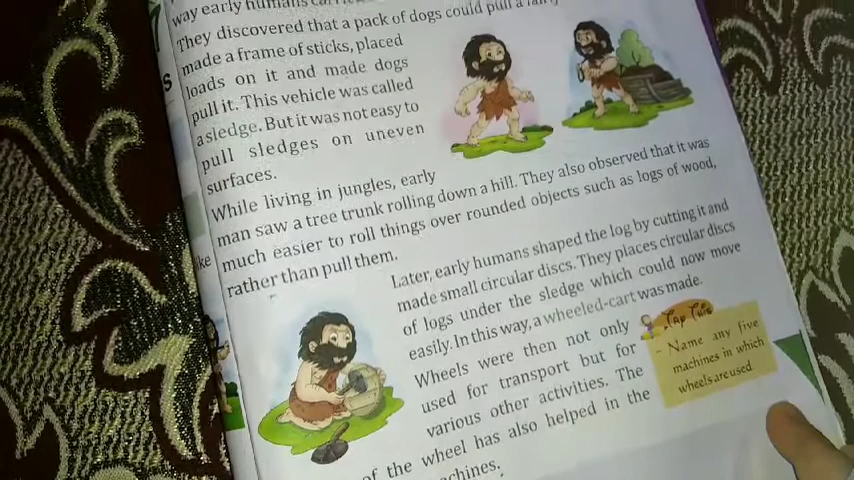 way early humans
They discovered that a pack of dogs could pull a
made a frame of sticks, placed
loads on it and made dogs
pull it. This vehicle was called
a sledge. But it was not easy to
pull sledges on uneven
surfaces.
While living in jungles, early
man saw a tree trunk rolling down a hill. They also observed that it was
much easier to roll things over rounded objects such as logs of wood,
rather than pull them.
Later, early humans shaped the log by cutting it and
made small circular discs. They places circular discs
of logs under the sledge which could now move
easily. In this way, a wheeled-cart was made.
Wheels were then not only
used for transport but for
various other activities. The
of the wheel has also helped in the
Tap This
Name any five
machines in which
wheels are used